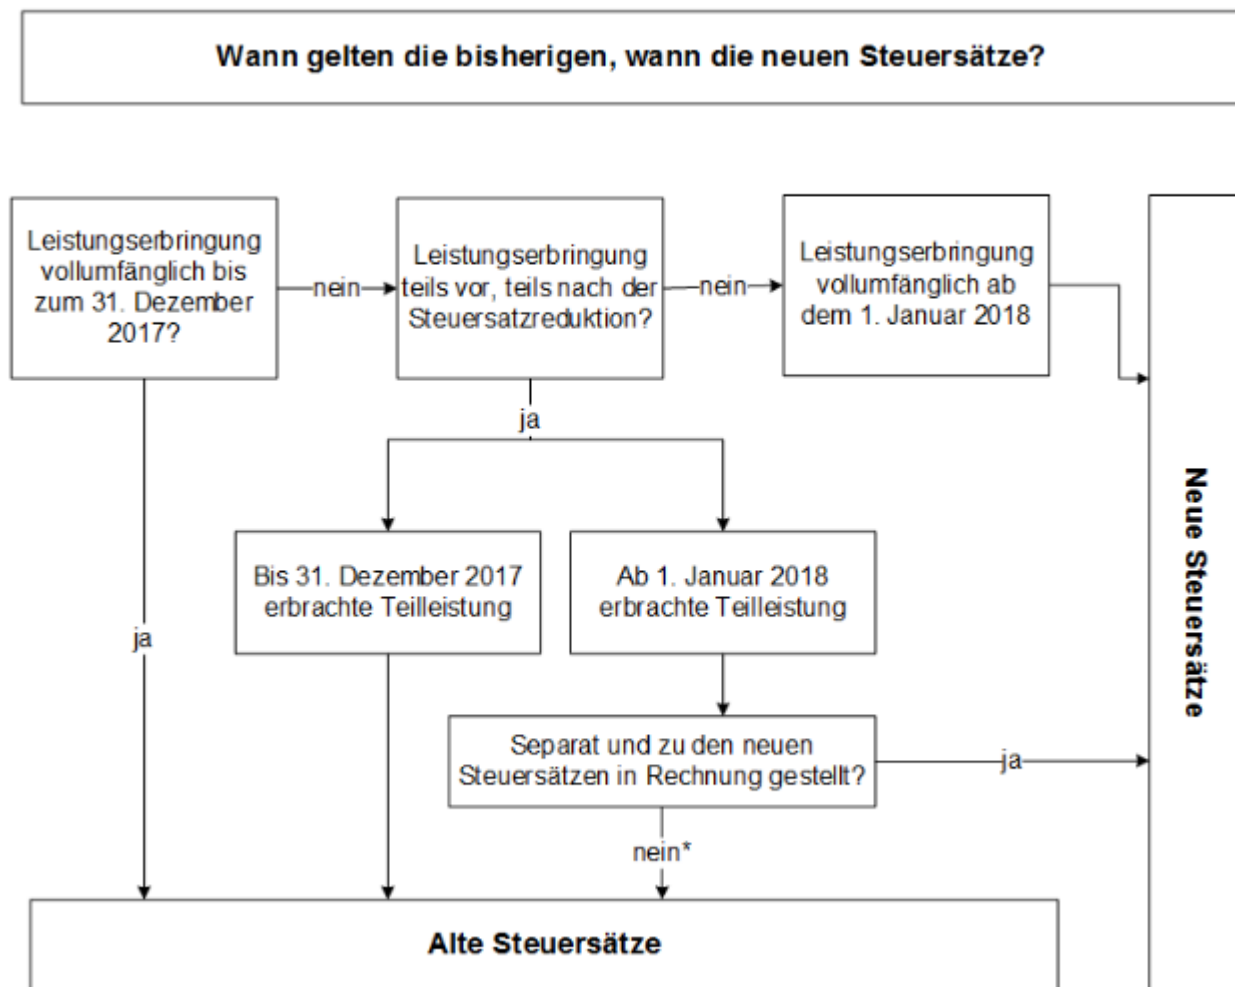 Wann gelten die bisherigen, wann die neuen Steuersätze?
Leistungserbringung
vollumfänglich bis
zum 31. Dezember
2017?
nein
Leistungserbringung
teils vor, teils nach der
Steuersatzreduktion?
nein
Leistungserbringung
vollumfänglich ab
dem 1. Januar 2018
ja
Bis 31. Dezember 2017
erbrachte Teilleistung
Ab 1. Januar 2018
erbrachte Teilleistung
ja
Separat und zu den neuen
Steuersätzen in Rechnung gestellt?
ja
nein*
Neue Steuersätze
Alte Steuersätze